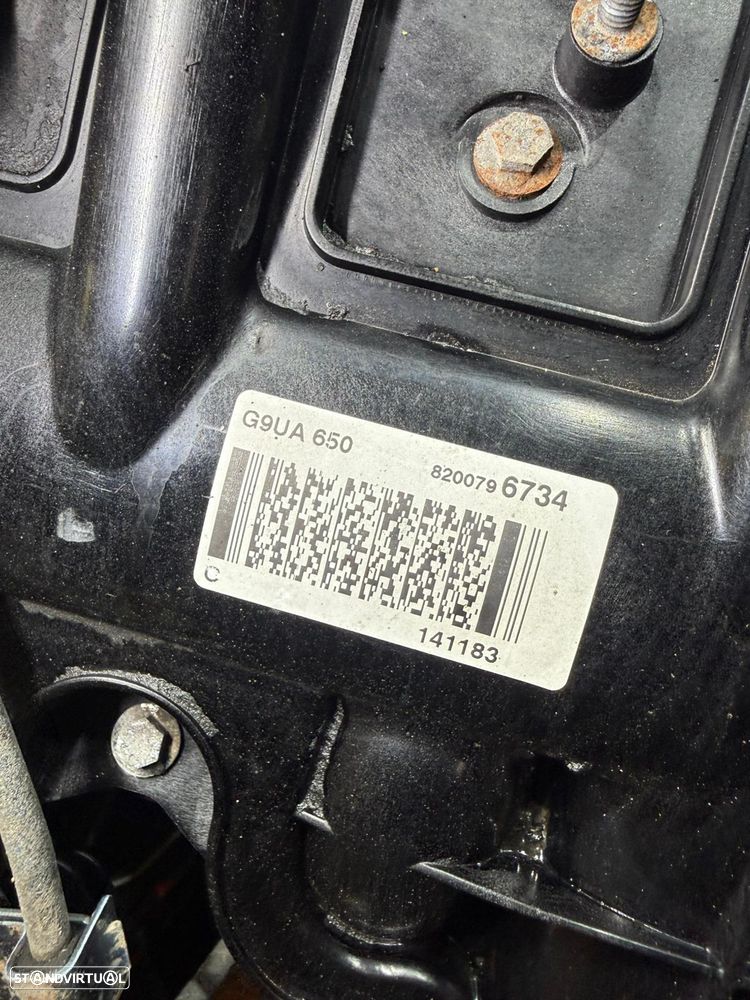 G9UA 650
820079 6734
C
141183
STANDVIRTUAL